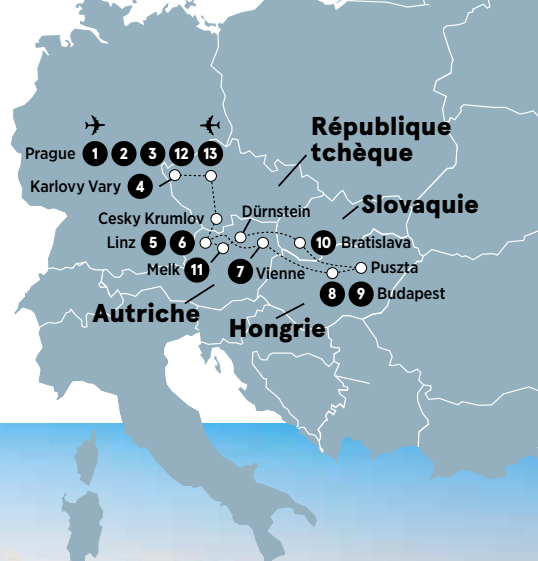 République
tchèque
Prague 1 2 3 12 13
Karlovy Vary 4
Slovaquie
Cesky Krumlov
Dürnstein
Linz 5 6
10 Bratislava
Melk 11
7 Vienne
Puszta
8 9 Budapest
Autriche
Hongrie